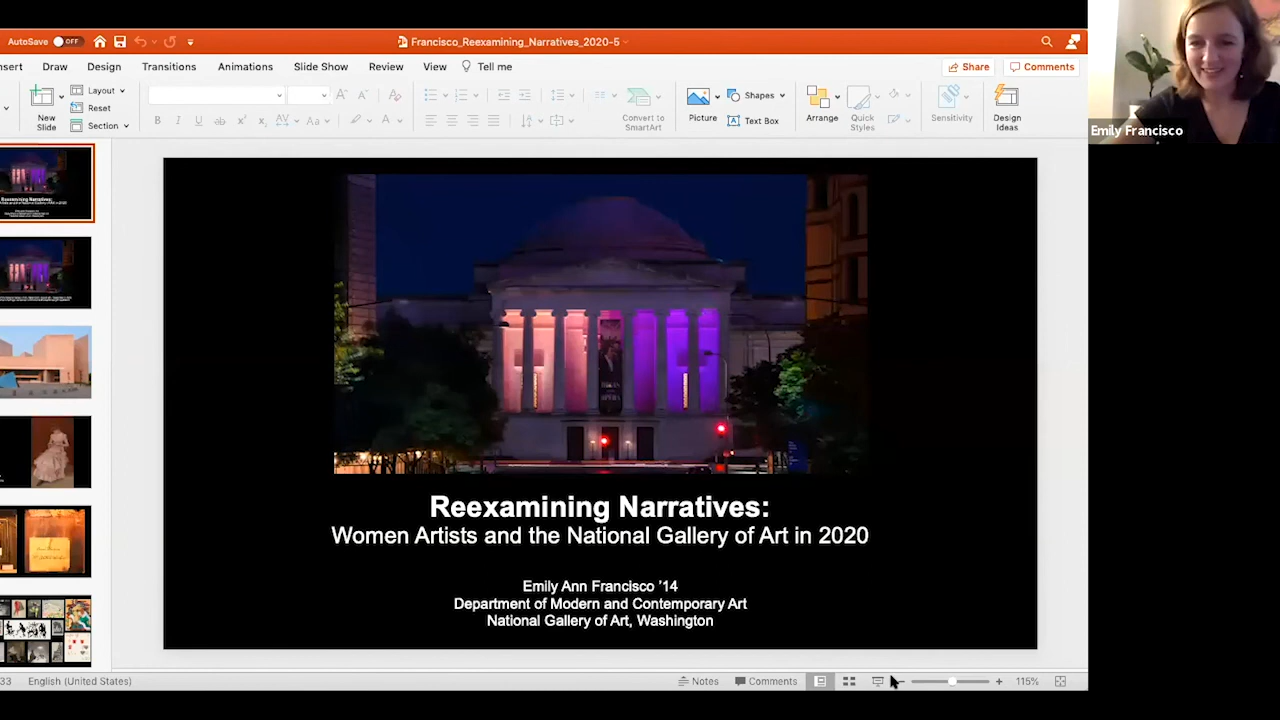 AutoSave
OFF
Francisco_Reexamining_Narratives_2020-5
Draw
Design
Transitions
Animations
Slide Show
Review
View
Tell me
Share
Comments
New Slide
Layout
Reset
Section
Convert to SmartArt
Picture
Shapes
Text Box
Arrange
Quick Styles
Sensitivity
Design Ideas
Emily Francisco
Reexamining Narratives:
Women Artists and the National Gallery of Art in 2020
Emily Ann Francisco ’14
Department of Modern and Contemporary Art
National Gallery of Art, Washington
33
English (United States)
Notes
Comments
115%